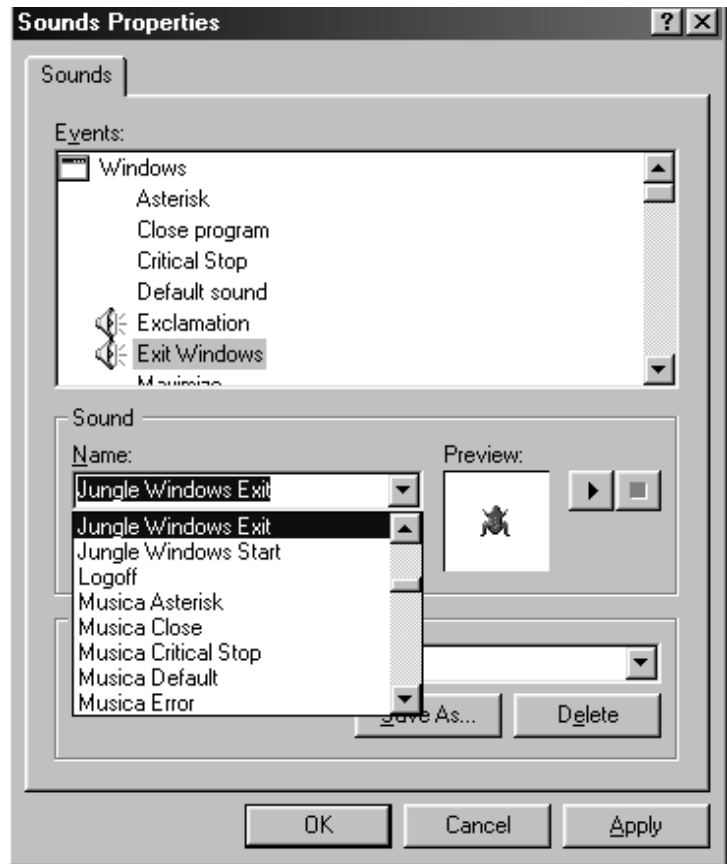 Sounds Properties
Sounds
Events:
Windows
Asterisk
Close program
Critical Stop
Default sound
Exclamation
Exit Windows
Maximize
Sound
Name:
Preview:
Jungle Windows Exit
Jungle Windows Exit
Jungle Windows Start
Logoff
Musica Asterisk
Musica Close
Musica Critical Stop
Musica Default
Musica Error
Save As...
Delete
OK
Cancel
Apply